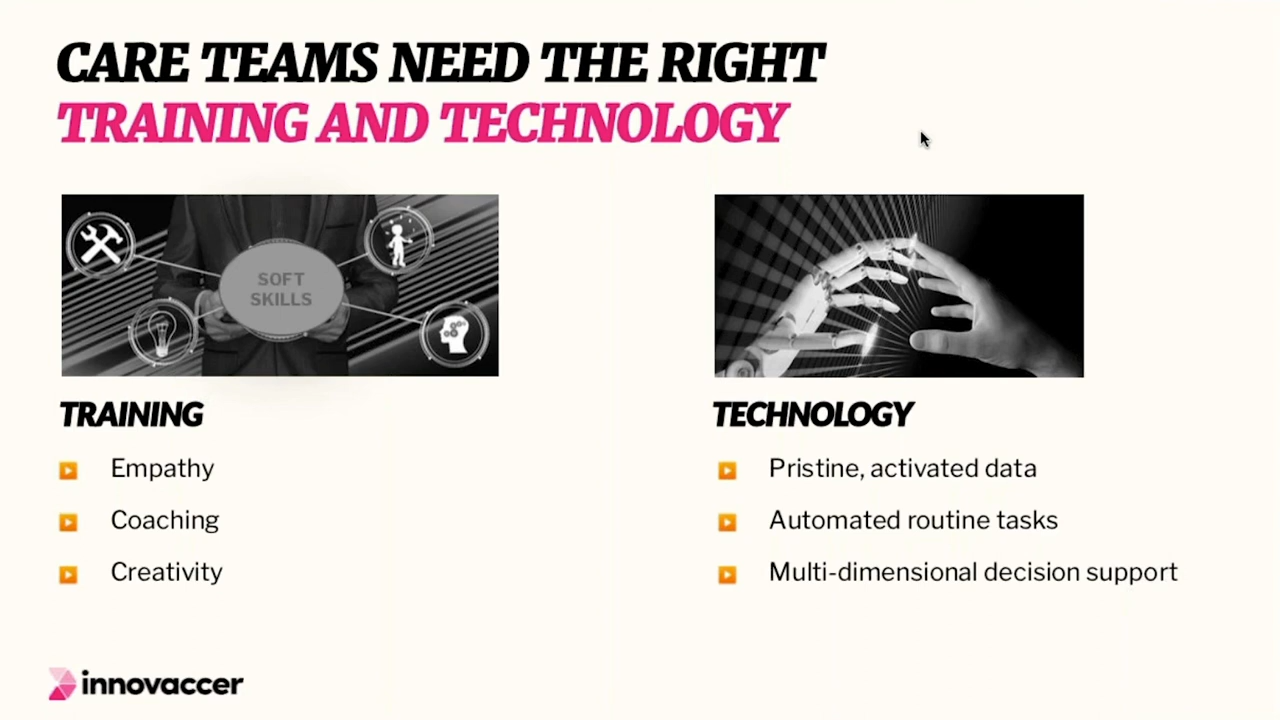 CARE TEAMS NEED THE RIGHT
TRAINING AND TECHNOLOGY
SOFT
SKILLS
TRAINING
Empathy
Coaching
Creativity
TECHNOLOGY
Pristine, activated data
Automated routine tasks
Multi-dimensional decision support
innovaccer